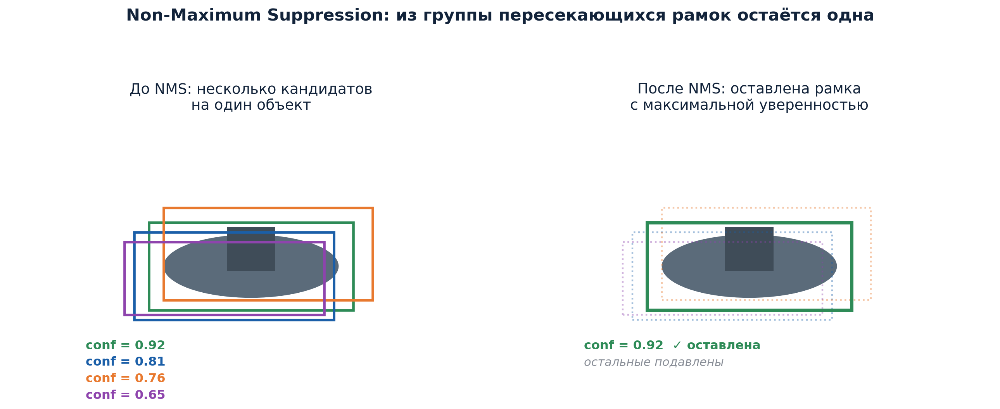 Non-Maximum Suppression: из группы пересекающихся рамок остаётся одна
До NMS: несколько кандидатов
на один объект
conf = 0.92
conf = 0.81
conf = 0.76
conf = 0.65
После NMS: оставлена рамка
с максимальной уверенностью
conf = 0.92 ✓ оставлена
остальные подавлены